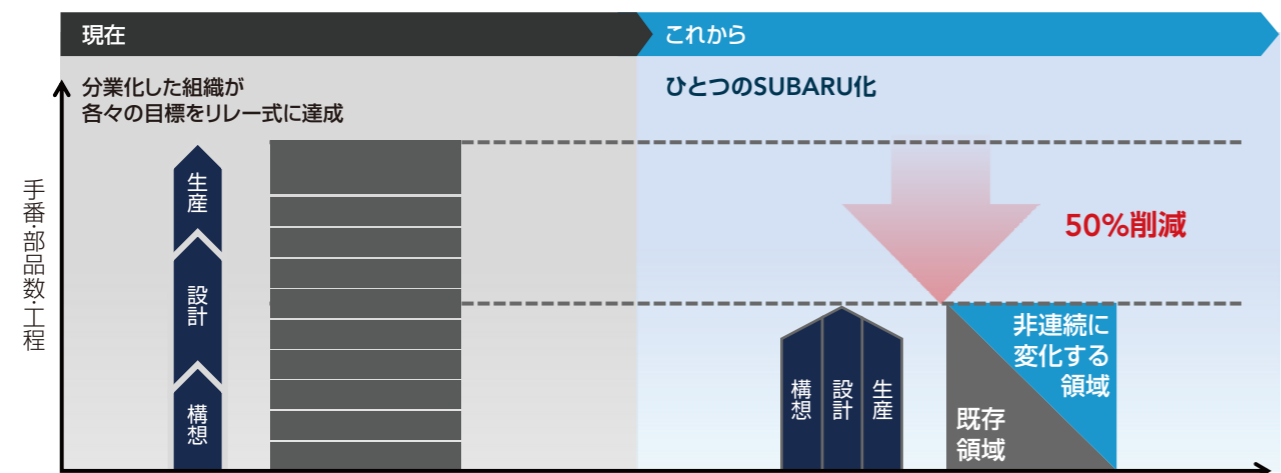 現在
これから
分業化した組織が
各々の目標をリレー式に達成
ひとつのSUBARU化
手番・部品数・工程
生産
設計
構想
50%削減
構想
設計
生産
非連続に
変化する
領域
既存
領域